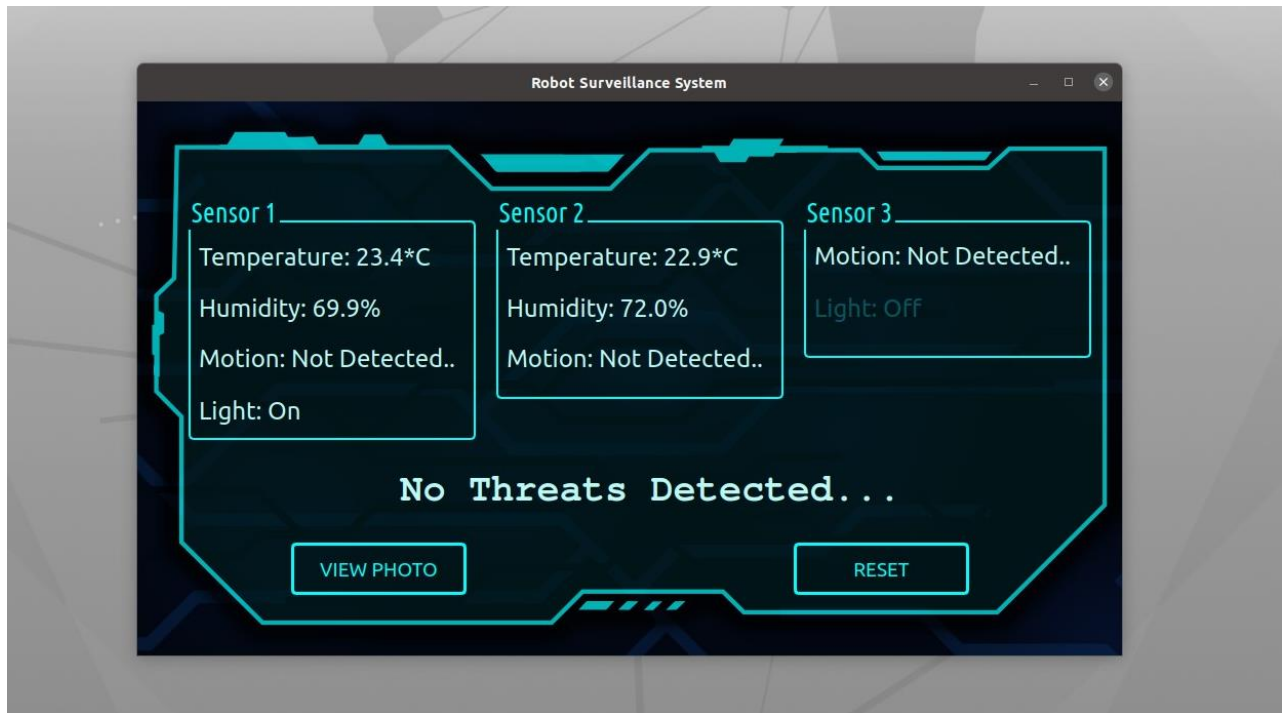 Robot Surveillance System
Sensor 1
Temperature: 23.4*C
Humidity: 69.9%
Motion: Not Detected..
Light: On
Sensor 2
Temperature: 22.9*C
Humidity: 72.0%
Motion: Not Detected..
Sensor 3
Motion: Not Detected..
Light: Off
No Threats Detected...
VIEW PHOTO
RESET